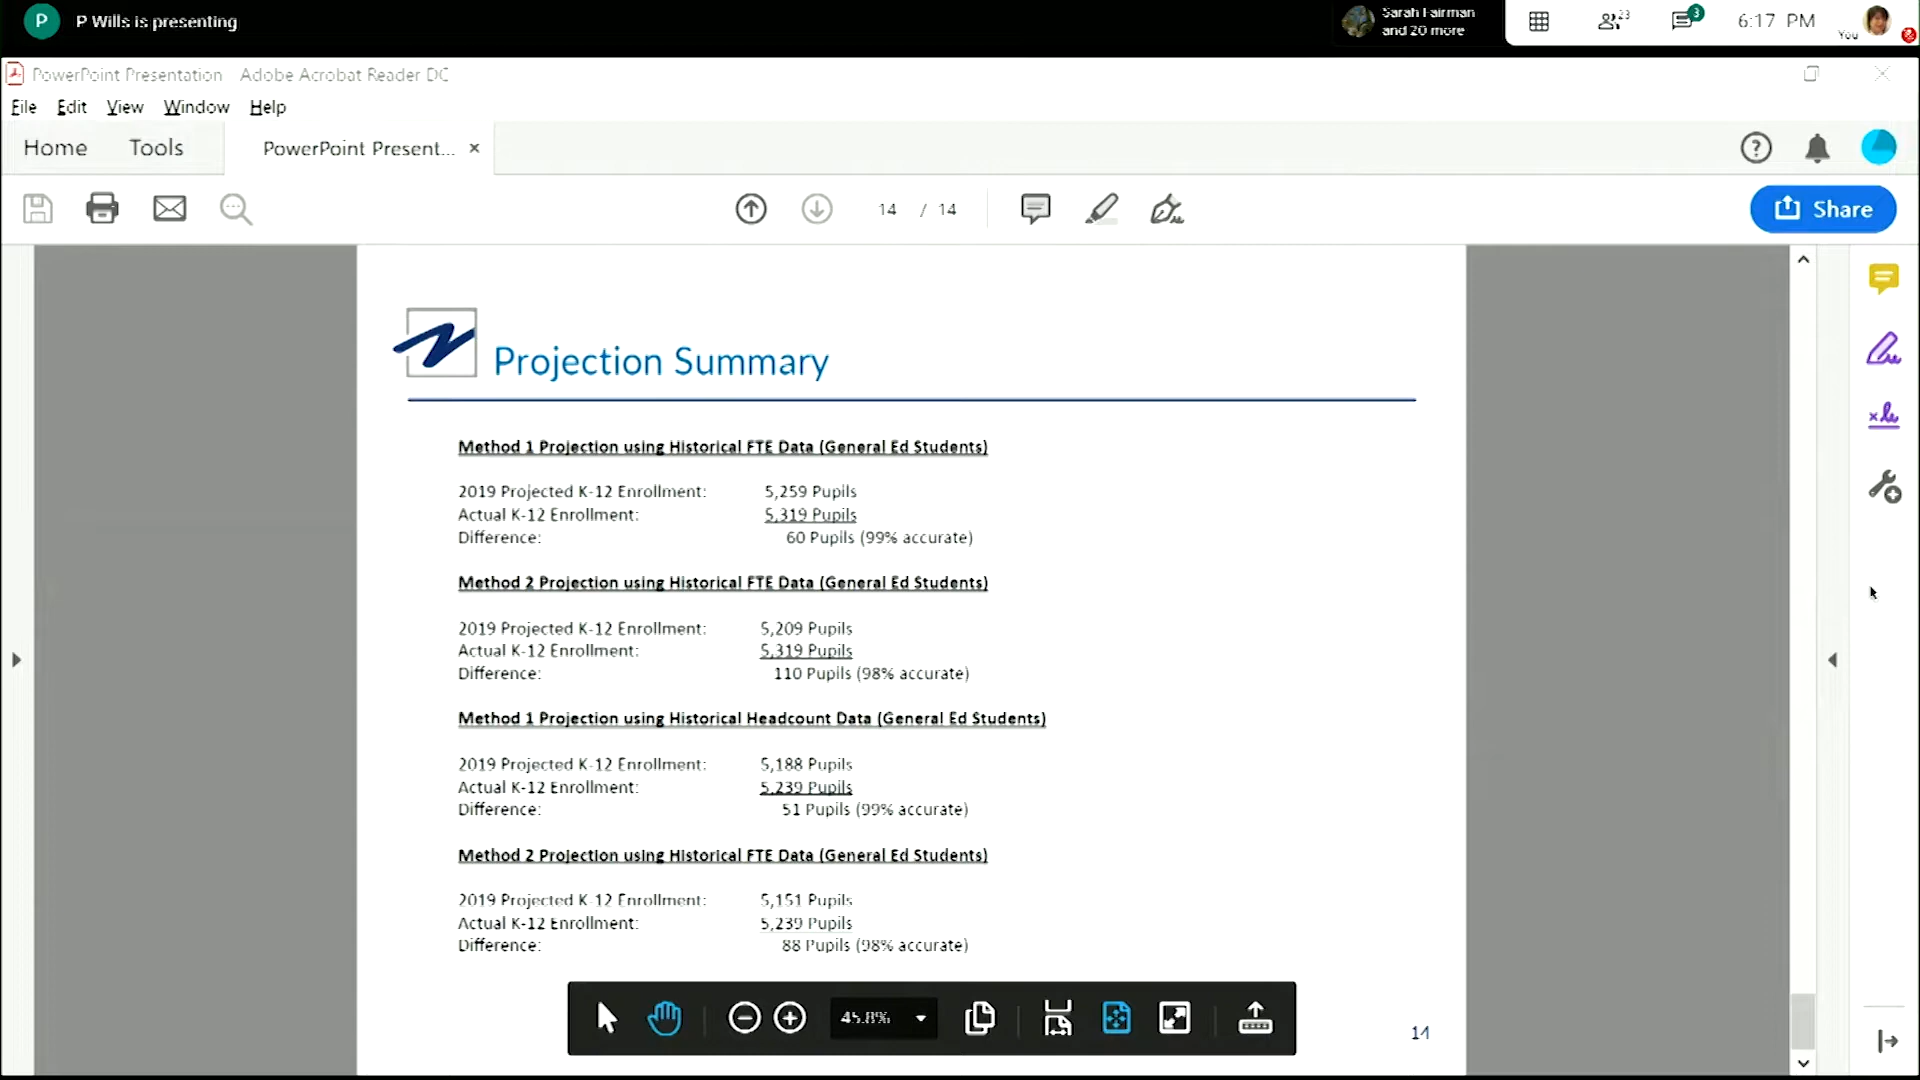 P
P Wills is presenting
Sarah Fairman
and 20 more
23
3
6:17 PM
You
PowerPoint Presentation
Adobe Acrobat Reader DC
File Edit View Window Help
Home Tools PowerPoint Present... ×
14 / 14
Share
Projection Summary
Method 1 Projection using Historical FTE Data (General Ed Students)
2019 Projected K-12 Enrollment: 5,259 Pupils
Actual K-12 Enrollment: 5,319 Pupils
Difference: 60 Pupils (99% accurate)
Method 2 Projection using Historical FTE Data (General Ed Students)
2019 Projected K-12 Enrollment: 5,209 Pupils
Actual K-12 Enrollment: 5,319 Pupils
Difference: 110 Pupils (98% accurate)
Method 1 Projection using Historical Headcount Data (General Ed Students)
2019 Projected K-12 Enrollment: 5,188 Pupils
Actual K-12 Enrollment: 5,239 Pupils
Difference: 51 Pupils (99% accurate)
Method 2 Projection using Historical FTE Data (General Ed Students)
2019 Projected K-12 Enrollment: 5,151 Pupils
Actual K-12 Enrollment: 5,239 Pupils
Difference: 88 Pupils (98% accurate)
45.8%
14